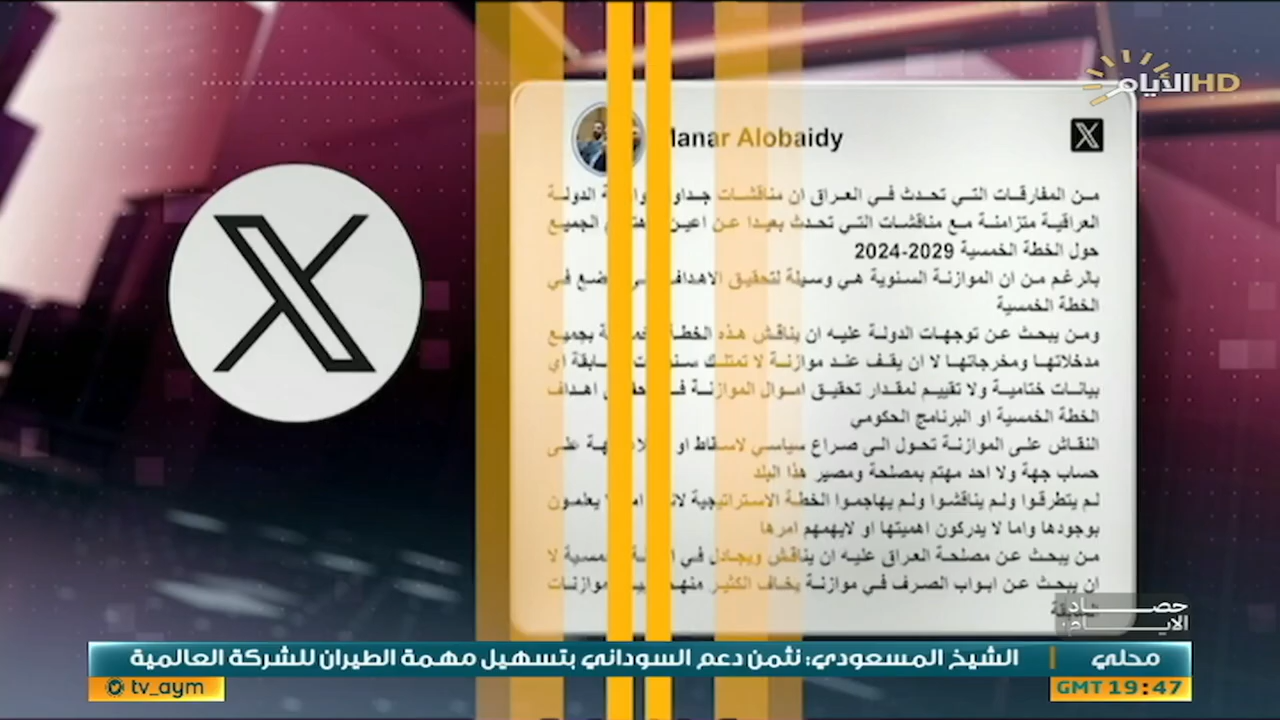 الأيام HD
Manar Alobaidy
من المفارقات التي تحدث في العراق ان مناقشات الدولة
العراقية متزامنة مع مناقشات التي تحدث بعيدا عن اعين الجميع
حول الخطة الخمسية 2024-2029
بالرغم من ان الموازنة السنوية هي وسيلة لتحقيق في
الخطة الخمسية
ومن يبحث عن توجهات الدولة عليه ان يناقش هذه بجميع
مدخلاتها ومخرجاتها لا ان يقف عند موازنة لا تمتلك اي
بيانات ختامية ولا تقييم لمقدار تحقيق اموال الموازنة اهداف
الخطة الخمسية او البرنامج الحكومي
النقاش على الموازنة تحول الى صراع سياسي لاسقاط او على
حساب جهة ولا احد مهتم بمصلحة ومصير هذا البلد
لم يتطرقوا ولم يناقشوا ولم يهاجموا الخطة الاستراتيجية يعلمون
بوجودها واما لا يدركون اهميتها او لايهمهم امرها
من يبحث عن مصلحة العراق عليه ان يناقش ويجادل في لا
ان يبحث عن ابواب الصرف في موازنة يخاف الكثير
حصاد
الايام
محلي | الشيخ المسعودي: نثمن دعم السوداني بتسهيل مهمة الطيران للشركة العالمية
tv_aym
GMT 19:47